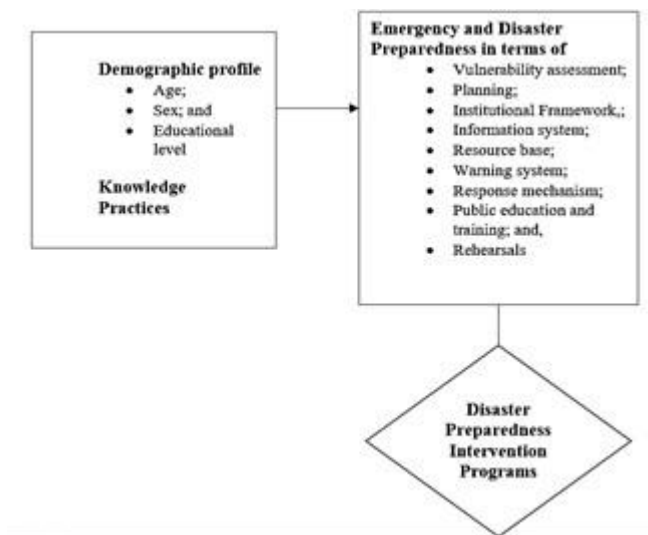 Demographic profile
• Age;
• Sex; and
• Educational
level
Knowledge
Practices
Emergency and Disaster
Preparedness in terms of
• Vulnerability assessment;
• Planning;
• Institutional Framework,;
• Information system;
• Resource base;
• Warning system;
• Response mechanism;
• Public education and
training; and,
• Rehearsals
Disaster
Preparedness
Intervention
Programs